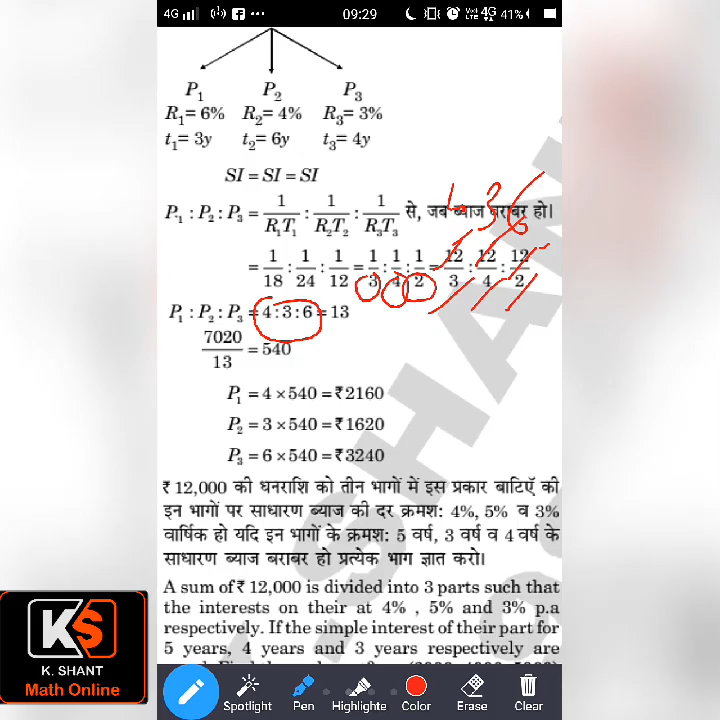 4G 09:29 4G 41%
P₁ P₂ P₃
R₁= 6% R₂= 4% R₃= 3%
t₁= 3y t₂= 6y t₃= 4y
SI = SI = SI
P₁ : P₂ : P₃ = 1/R₁T₁ : 1/R₂T₂ : 1/R₃T₃ से, जब ब्याज बराबर हो।
4 3 6
= 1/18 : 1/24 : 1/12 = 1/3 : 1/4 : 1/2 = 12/3 : 12/4 : 12/2
P₁ : P₂ : P₃ = 4 : 3 : 6 = 13
7020/13 = 540
P₁ = 4 × 540 = ₹2160
P₂ = 3 × 540 = ₹1620
P₃ = 6 × 540 = ₹3240
₹ 12,000 की धनराशि को तीन भागों में इस प्रकार बाटिएँ की
इन भागों पर साधारण ब्याज की दर क्रमश: 4%, 5% व 3%
वार्षिक हो यदि इन भागों के क्रमश: 5 वर्ष, 3 वर्ष व 4 वर्ष के
साधारण ब्याज बराबर हो प्रत्येक भाग ज्ञात करो।
A sum of ₹ 12,000 is divided into 3 parts such that
the interests on their at 4% , 5% and 3% p.a
respectively. If the simple interest of their part for
5 years, 4 years and 3 years respectively are
KS
K. SHANT
Math Online
Spotlight Pen Highlighte Color Erase Clear